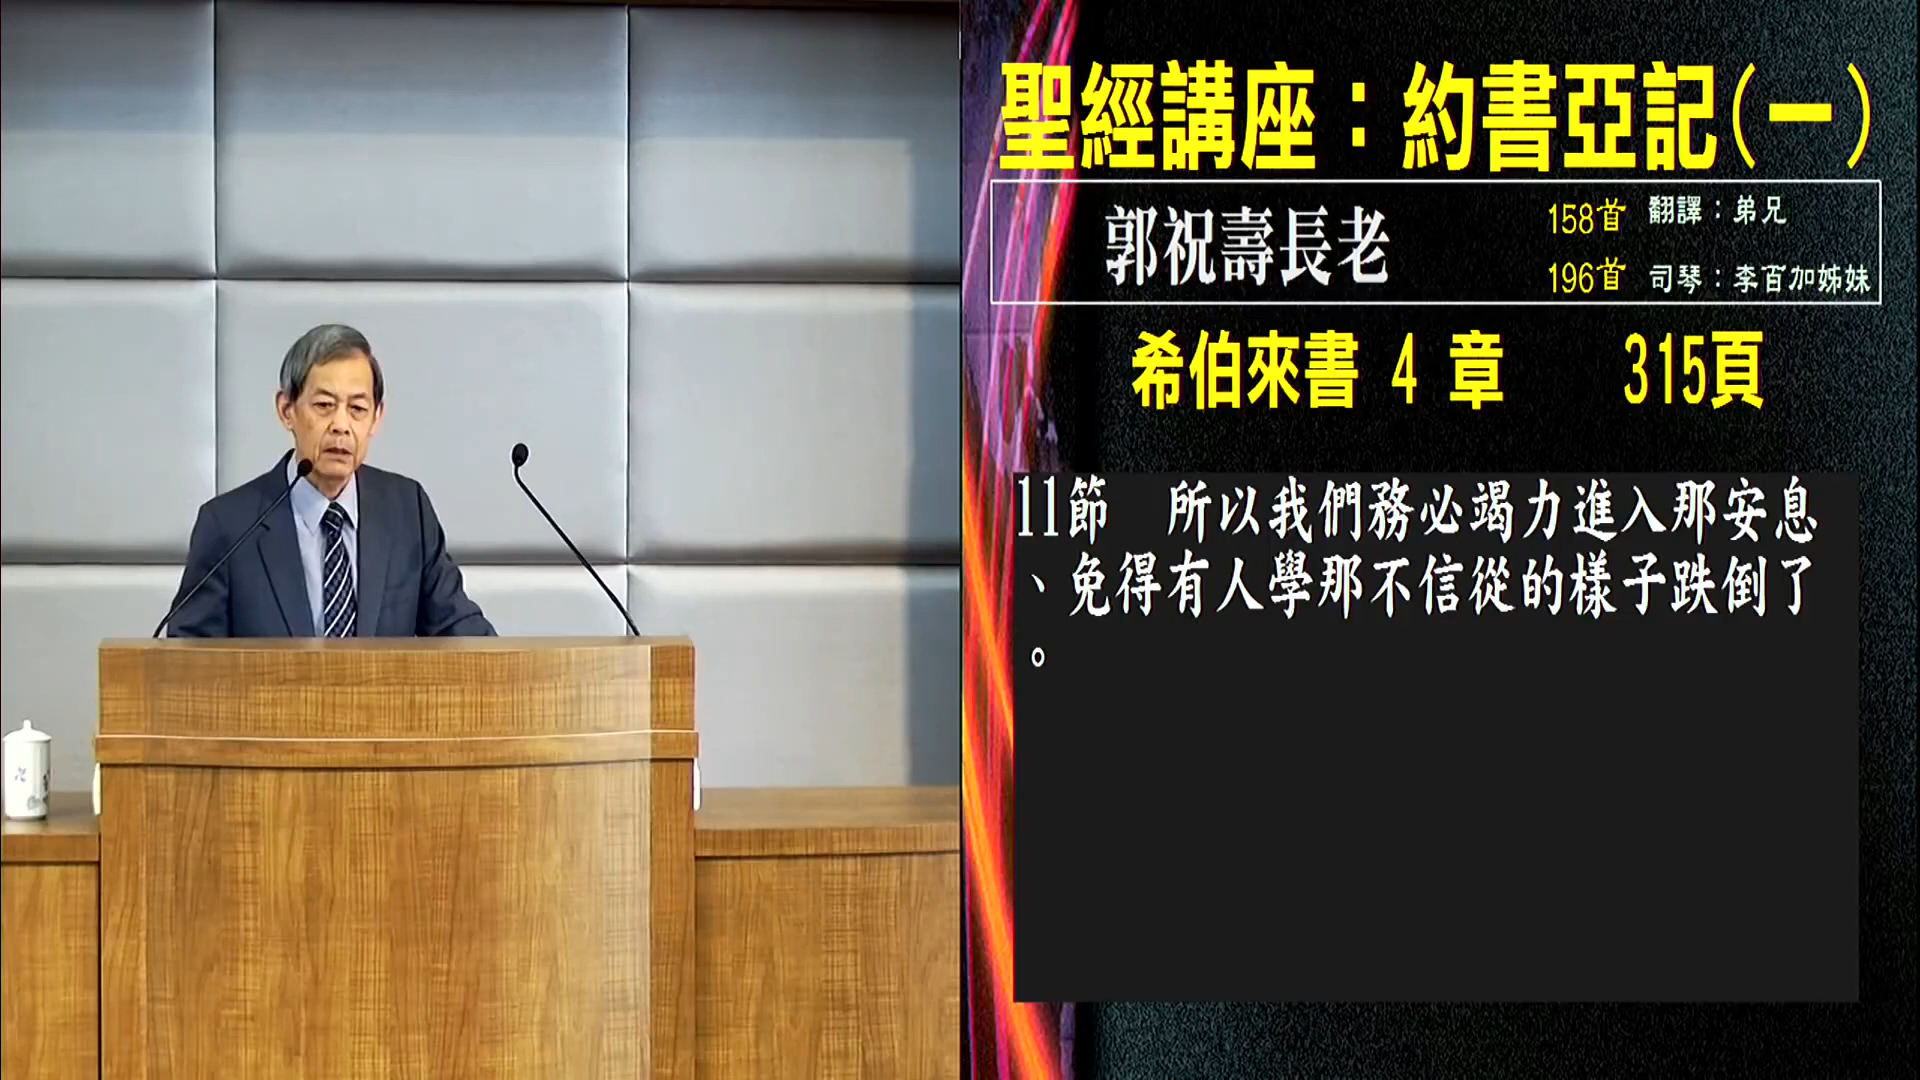 聖經講座：約書亞記(一)
郭祝壽長老
158首 翻譯：弟兄
196首 司琴：李百加姊妹
希伯來書 4 章 315頁
11節 所以我們務必竭力進入那安息
、免得有人學那不信從的樣子跌倒了
。